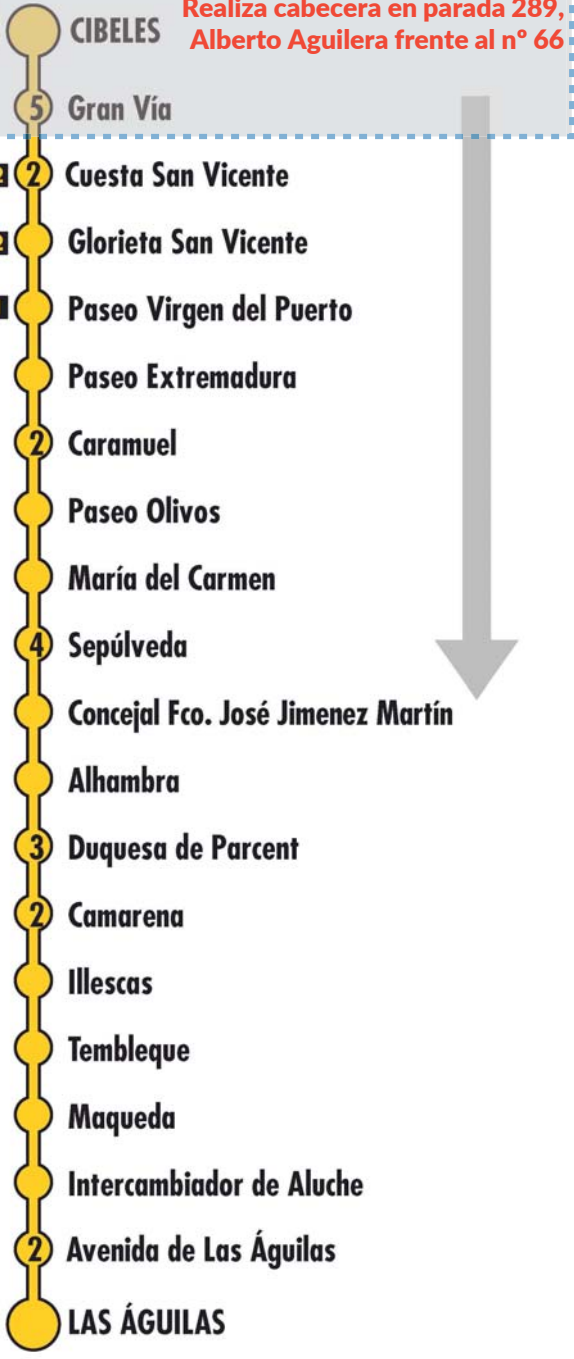 Realiza cabecera en parada 289,
Alberto Aguilera frente al nº 66
CIBELES
5 Gran Vía
2 Cuesta San Vicente
Glorieta San Vicente
Paseo Virgen del Puerto
Paseo Extremadura
2 Caramuel
Paseo Olivos
María del Carmen
4 Sepúlveda
Concejal Fco. José Jimenez Martín
Alhambra
3 Duquesa de Parcent
2 Camarena
Illescas
Tembleque
Maqueda
Intercambiador de Aluche
2 Avenida de Las Águilas
LAS ÁGUILAS